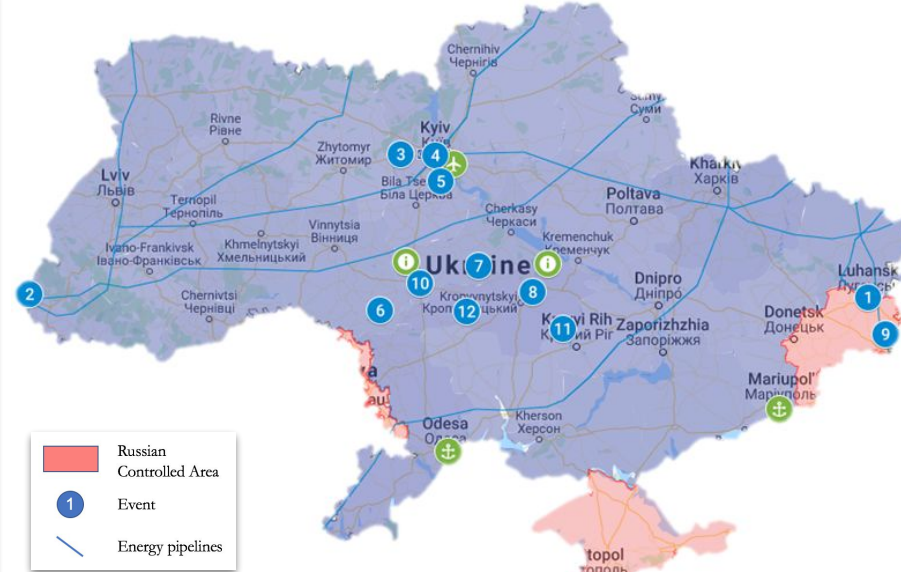 Chernihiv
Чернігів
Суми
Rivne
Рівне
Kyiv
3
4
Zhytomyr
Житомир
5
Bila
Біла Церква
Kharkiv
Харків
Lviv
Львів
Ternopil
Тернопіль
Poltava
Полтава
Cherkasy
Черкаси
Vinnytsia
Вінниця
Khmelnytskyi
Хмельницький
Ivano-Frankivsk
Івано-Франківськ
Kremenchuk
Кременчук
Ukraine
7
10
8
2
Chernivtsi
Чернівці
Dnipro
Дніпро
Luhansk
1
Kropyvnytskyi
6
12
11
Kryvyi Rih
Кривий Ріг
Zaporizhzhia
Запоріжжя
Donetsk
Донецьк
9
Mariupol'
Маріуполь
Odesa
Одеса
Kherson
Херсон
topol
тополь
Russian
Controlled Area
1
Event
Energy pipelines